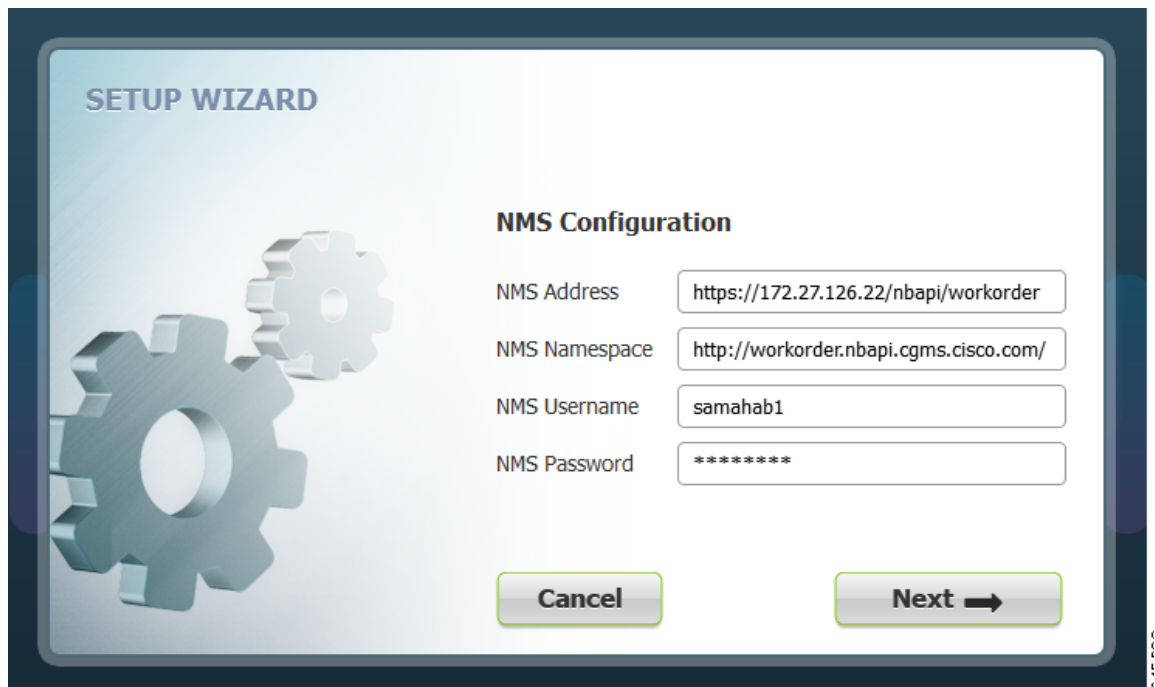 SETUP WIZARD
NMS Configuration
NMS Address https://172.27.126.22/nbapi/workorder
NMS Namespace http://workorder.nbapi.cgms.cisco.com/
NMS Username samahab1
NMS Password ********
Cancel Next